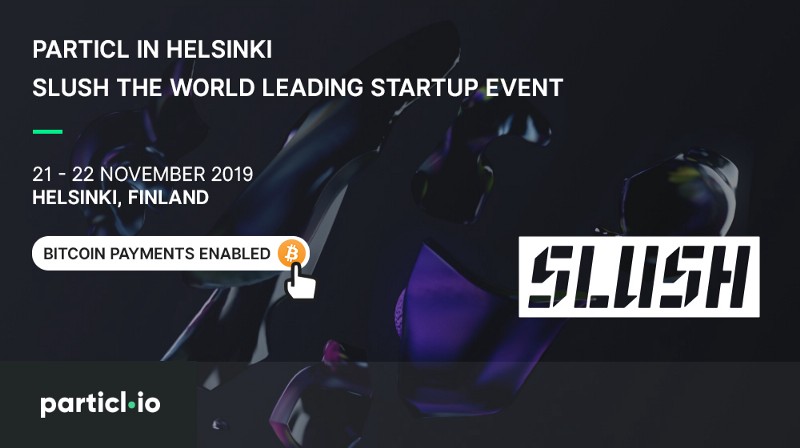 PARTICL IN HELSINKI
SLUSH THE WORLD LEADING STARTUP EVENT
21 - 22 NOVEMBER 2019
HELSINKI, FINLAND
BITCOIN PAYMENTS ENABLED
SLUSH
particl.io